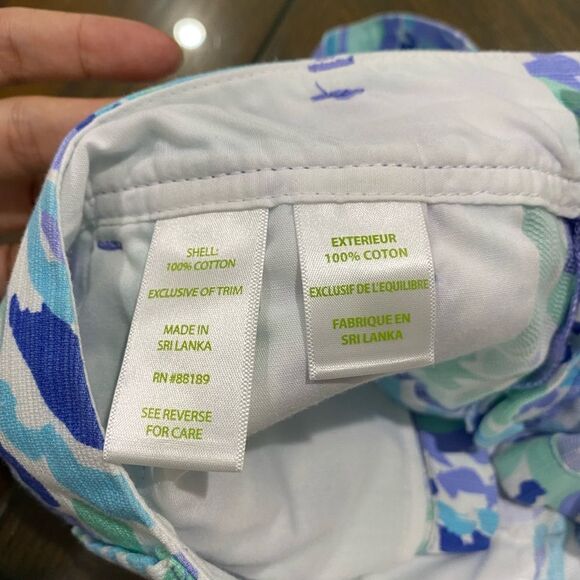 SHELL:
100% COTTON
EXCLUSIVE OF TRIM
MADE IN
SRI LANKA
RN #88189
SEE REVERSE
FOR CARE
EXTERIEUR
100% COTON
EXCLUSIF DE L'EQUILIBRE
FABRIQUE EN
SRI LANKA